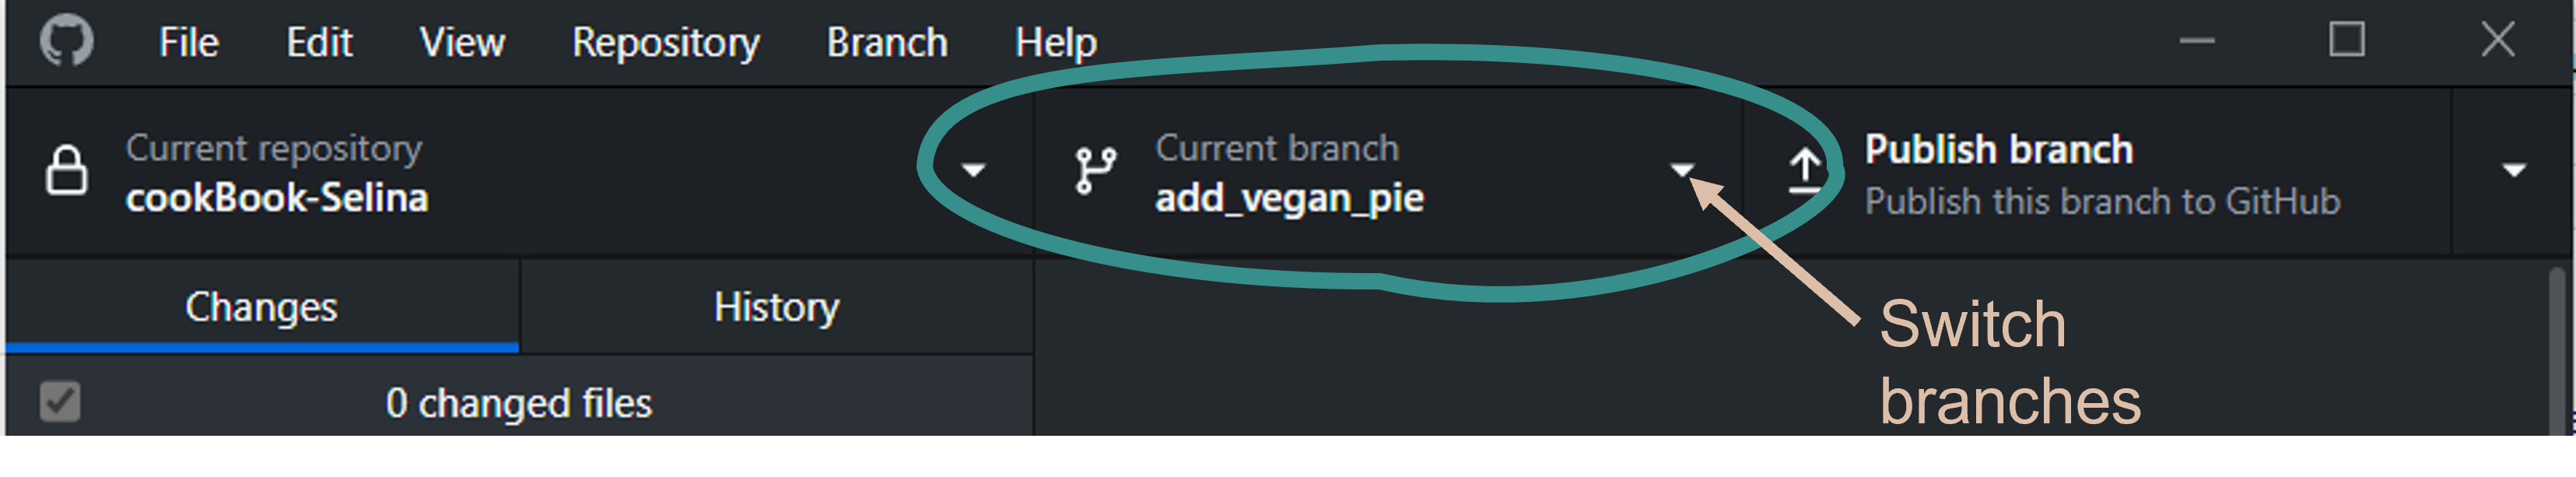 File Edit View Repository Branch Help
Current repository
cookBook-Selina
Current branch
add_vegan_pie
Publish branch
Publish this branch to GitHub
Changes
History
0 changed files
Switch
branches